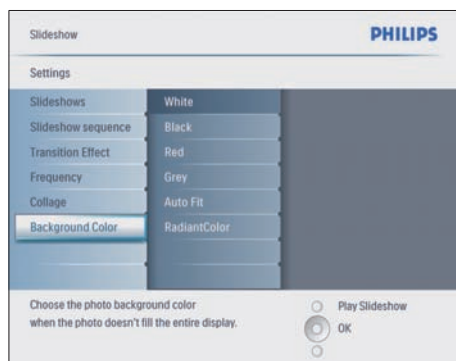 Slideshow
PHILIPS
Settings
Slideshows
White
Slideshow sequence
Black
Transition Effect
Red
Frequency
Grey
Collage
Auto Fit
Background Color
RadiantColor
Choose the photo background color
when the photo doesn't fill the entire display.
Play Slideshow
OK